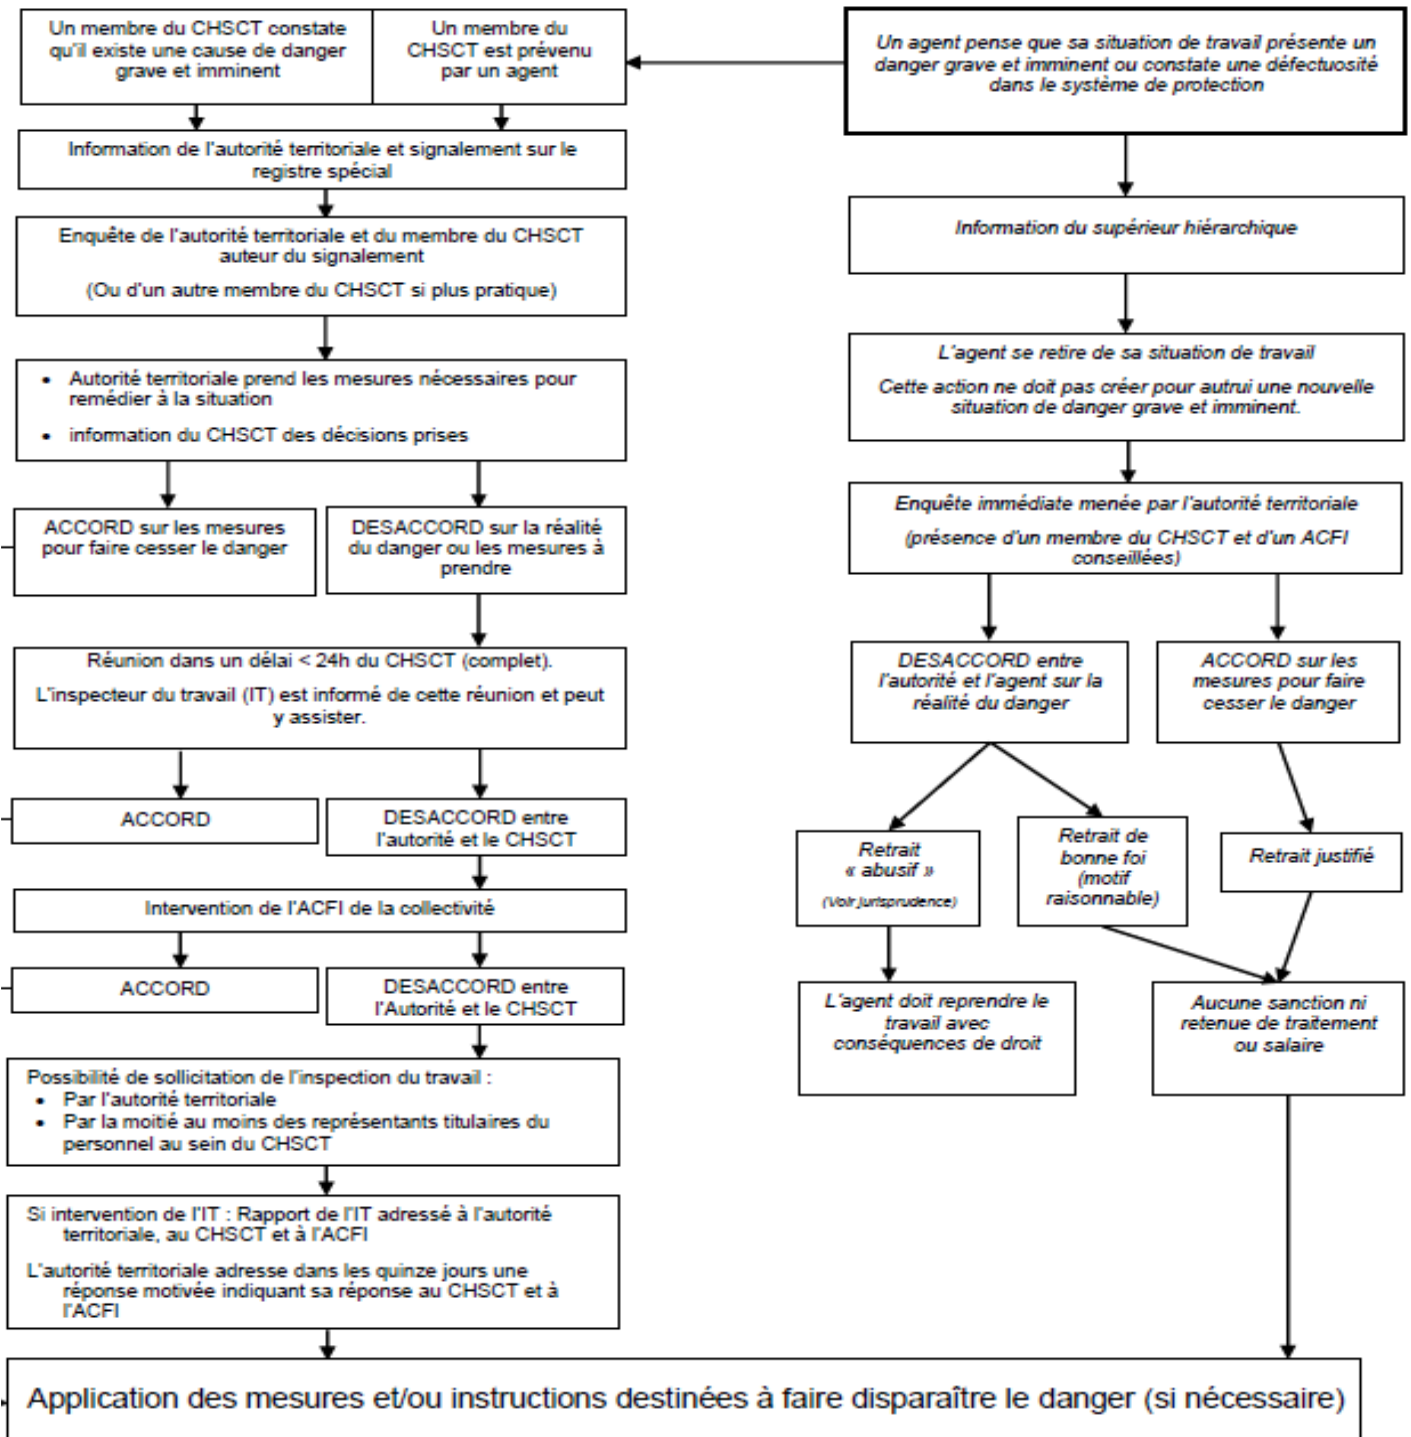 Un membre du CHSCT constate
qu'il existe une cause de danger
grave et imminent
Un membre du
CHSCT est prévenu
par un agent
Un agent pense que sa situation de travail présente un
danger grave et imminent ou constate une défectuosité
dans le système de protection
Information de l'autorité territoriale et signalement sur le
registre spécial
Information du supérieur hiérarchique
Enquête de l'autorité territoriale et du membre du CHSCT
auteur du signalement
(Ou d'un autre membre du CHSCT si plus pratique)
L'agent se retire de sa situation de travail
Cette action ne doit pas créer pour autrui une nouvelle
situation de danger grave et imminent.
• Autorité territoriale prend les mesures nécessaires pour
remédier à la situation
• information du CHSCT des décisions prises
Enquête immédiate menée par l'autorité territoriale
(présence d'un membre du CHSCT et d'un ACFI
conseillées)
ACCORD sur les mesures
pour faire cesser le danger
DESACCORD sur la réalité
du danger ou les mesures à
prendre
DESACCORD entre
l'autorité et l'agent sur la
réalité du danger
ACCORD sur les
mesures pour faire
cesser le danger
Réunion dans un délai < 24h du CHSCT (complet).
L'inspecteur du travail (IT) est informé de cette réunion et peut
y assister.
ACCORD
DESACCORD entre
l'autorité et le CHSCT
Retrait
« abusif »
(Voir jurisprudence)
Retrait de
bonne foi
(motif
raisonnable)
Retrait justifié
Intervention de l'ACFI de la collectivité
ACCORD
DESACCORD entre
l'Autorité et le CHSCT
L'agent doit reprendre le
travail avec
conséquences de droit
Aucune sanction ni
retenue de traitement
ou salaire
Possibilité de sollicitation de l'inspection du travail :
• Par l'autorité territoriale
• Par la moitié au moins des représentants titulaires du
personnel au sein du CHSCT
Si intervention de l'IT : Rapport de l'IT adressé à l'autorité
territoriale, au CHSCT et à l'ACFI
L'autorité territoriale adresse dans les quinze jours une
réponse motivée indiquant sa réponse au CHSCT et à
l'ACFI
Application des mesures et/ou instructions destinées à faire disparaître le danger (si nécessaire)